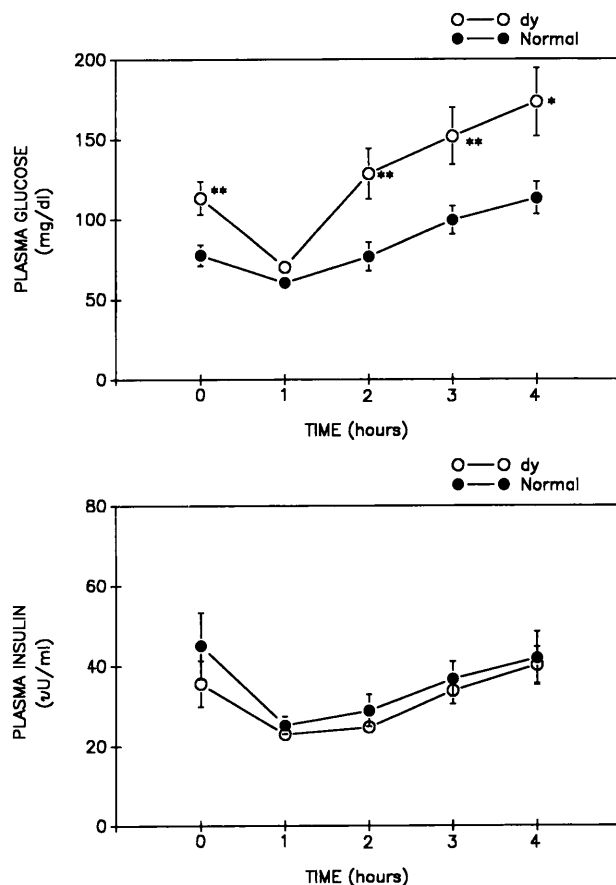 dy
Normal
PLASMA GLUCOSE
(mg/dl)
200
150
100
50
0
**
**
**
*
0 1 2 3 4
TIME (hours)
dy
Normal
PLASMA INSULIN
(υU/ml)
80
60
40
20
0
0 1 2 3 4
TIME (hours)